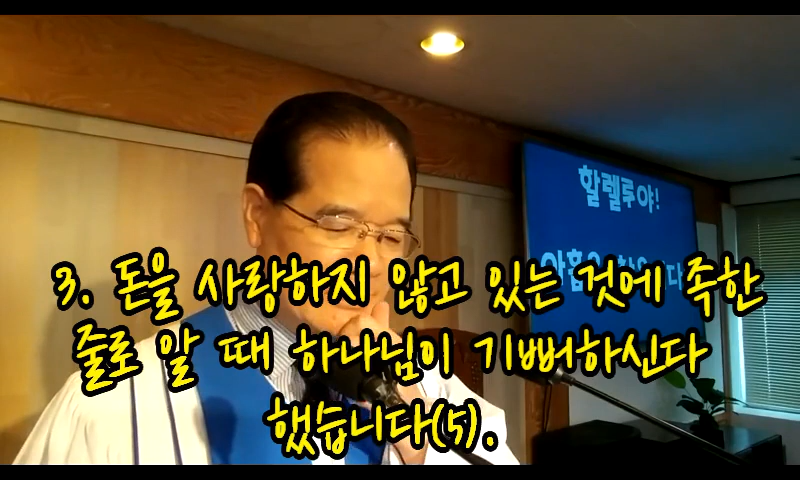 할렐루야!
3. 돈을 사랑하지 않고 있는 것에 족한
줄로 알 때 하나님이 기뻐하신다
했습니다(5).